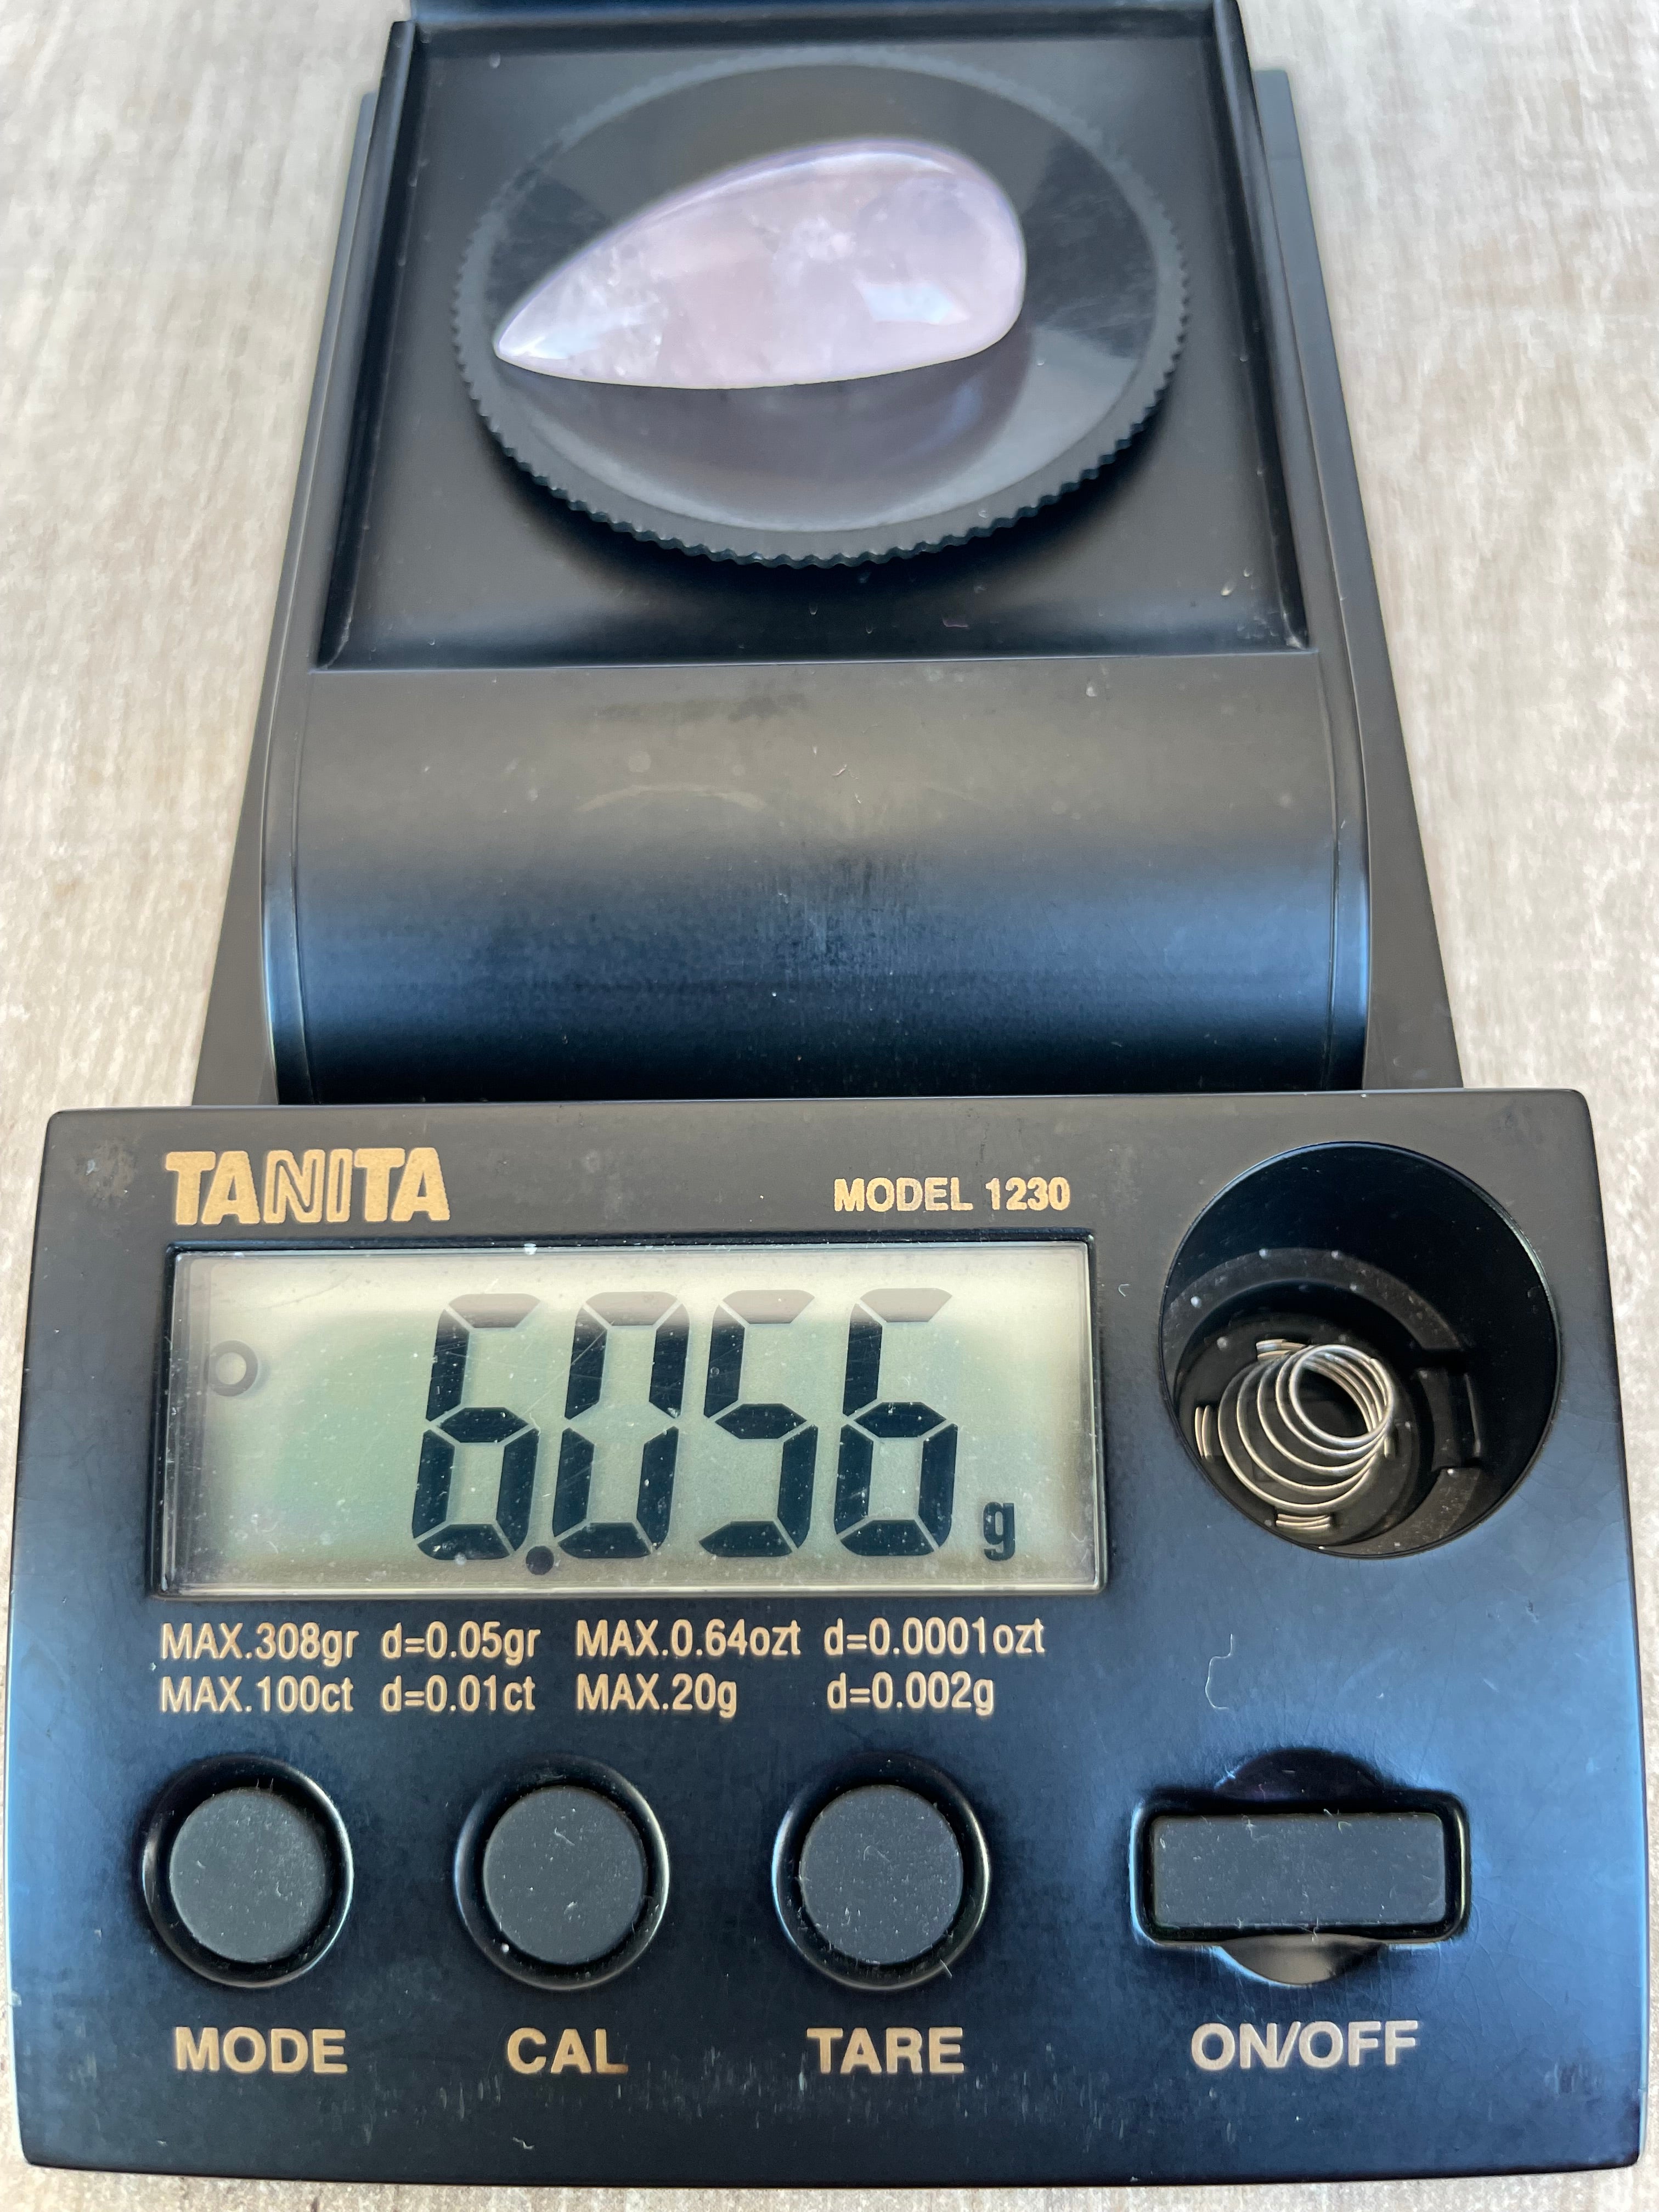 TANITA
MODEL 1230
6.056 g
MAX.308gr d=0.05gr MAX.0.64ozt d=0.0001ozt
MAX.100ct d=0.01ct MAX.20g d=0.002g
MODE CAL TARE ON/OFF